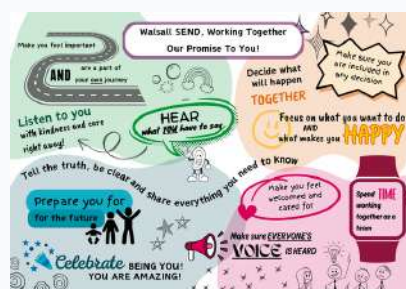 Walsall SEND, Working Together
Our Promise To You!
Make you feel important
AND
are a part of
your own journey
Listen to you
with kindness and care
right away!
HEAR
what YOU have to say
Decide what
will happen
TOGETHER
Make sure you
are included in
any decision
Focus on what you want to do
AND
what makes you HAPPY
Tell the truth, be clear and share everything you need to know
Prepare you for
for the future
Make you feel
welcomed and
cared for
Spend TIME
working
together as a
team
Make sure EVERYONE'S
VOICE IS HEARD
Celebrate BEING YOU!
YOU ARE AMAZING!